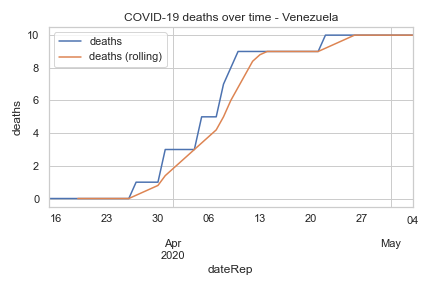 COVID-19 deaths over time - Venezuela
deaths
deaths (rolling)
10
8
6
4
2
0
deaths
16 23 30 06 13 20 27 04
Apr May
2020
dateRep